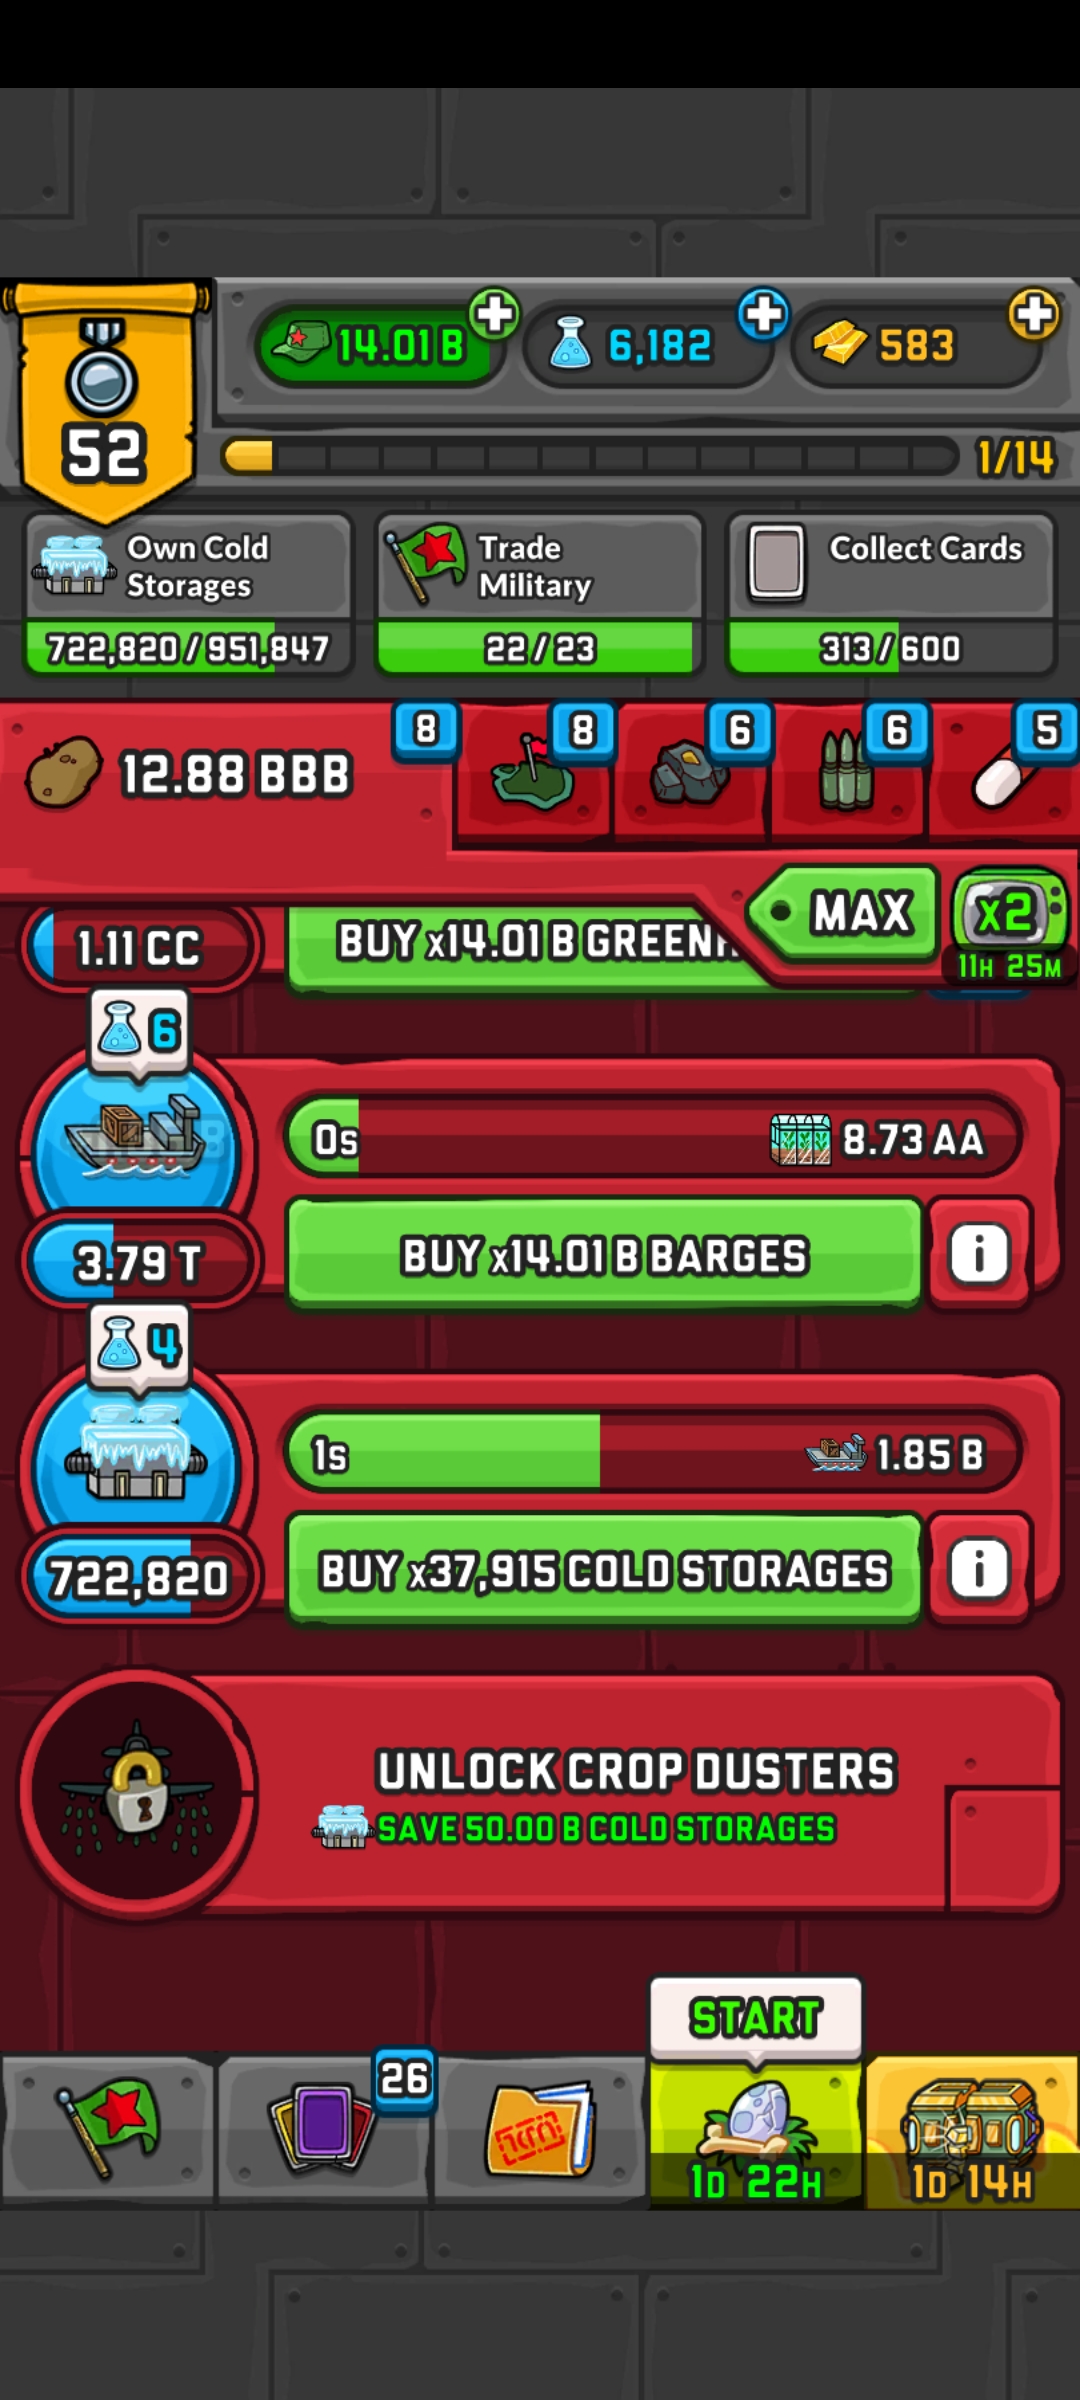 14.01 B
6,182
583
52
1/14
Own Cold
Storages
722,820/951,847
Trade
Military
22/23
Collect Cards
313/600
12.88 BBB
8
8
6
6
5
MAX
x2
11H 25M
1.11 CC
BUY x14.01 B GREENH
6
0s
8.73 AA
3.79 T
BUY x14.01 B BARGES
i
4
1s
1.85 B
722,820
BUY x37,915 COLD STORAGES
i
UNLOCK CROP DUSTERS
SAVE 50.00 B COLD STORAGES
START
26
1D 22H
1D 14H